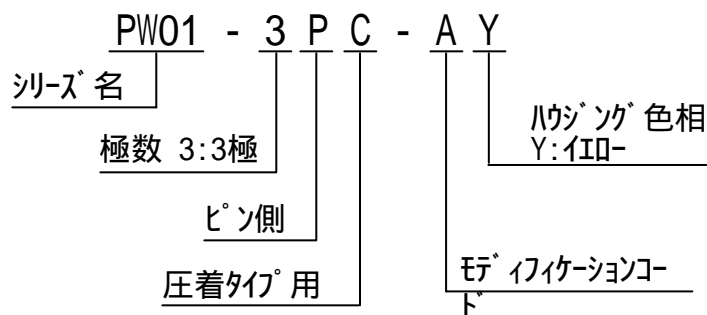 PW01 - 3 P C - A Y
ｼﾘｰｽﾞ名
ﾊｳｼﾞﾝｸﾞ色相
Y:ｲｴﾛｰ
極数 3:3極
ﾋﾟﾝ側
圧着ﾀｲﾌﾟ用
ﾓﾃﾞｨﾌｨｹｰｼｮﾝｺｰ
ﾄﾞ